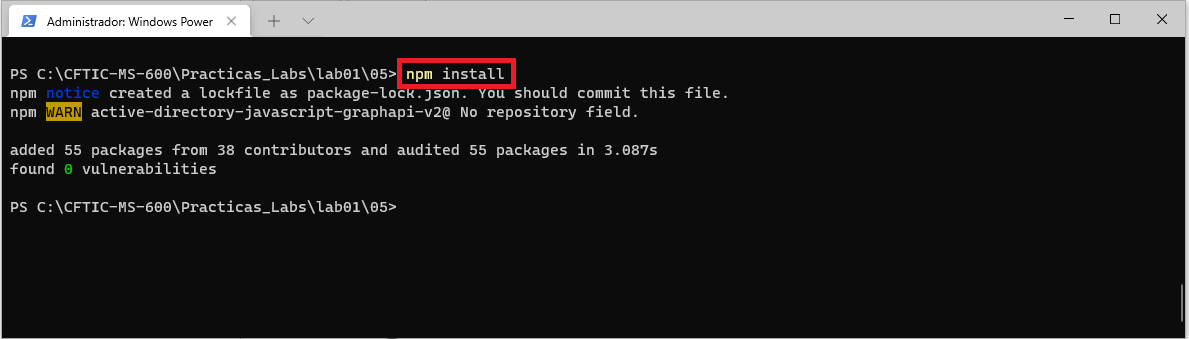 Administrador: Windows Power
PS C:\CFTIC-MS-600\Practicas_Labs\lab01\05> npm install
npm notice created a lockfile as package-lock.json. You should commit this file.
npm WARN active-directory-javascript-graphapi-v2@ No repository field.
added 55 packages from 38 contributors and audited 55 packages in 3.087s
found 0 vulnerabilities
PS C:\CFTIC-MS-600\Practicas_Labs\lab01\05>